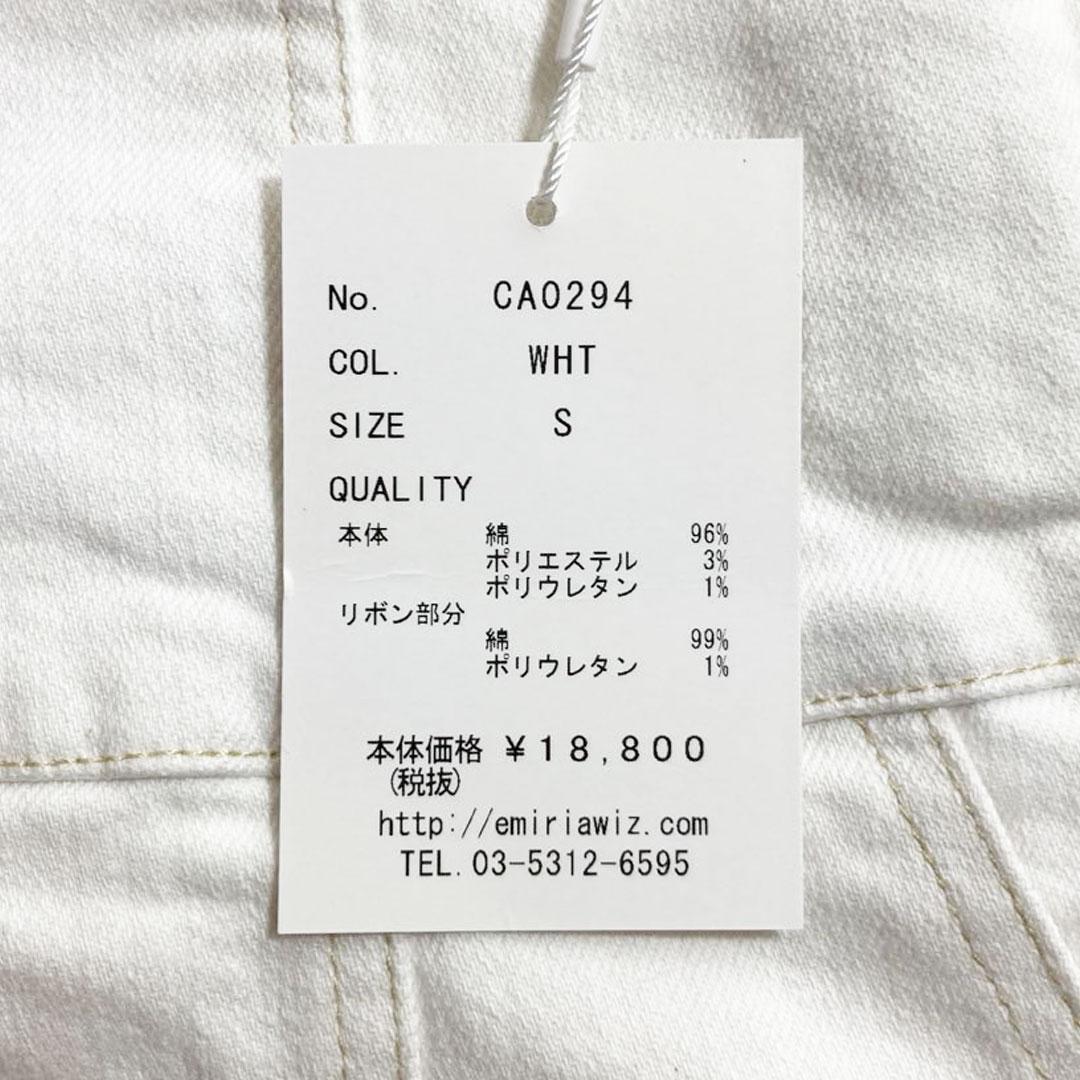 No. CA0294
COL. WHT
SIZE S
QUALITY
本体 綿 96%
ポリエステル 3%
ポリウレタン 1%
リボン部分
綿 99%
ポリウレタン 1%
本体価格 ¥18,800
(税抜)
http://emiriawiz.com
TEL.03-5312-6595